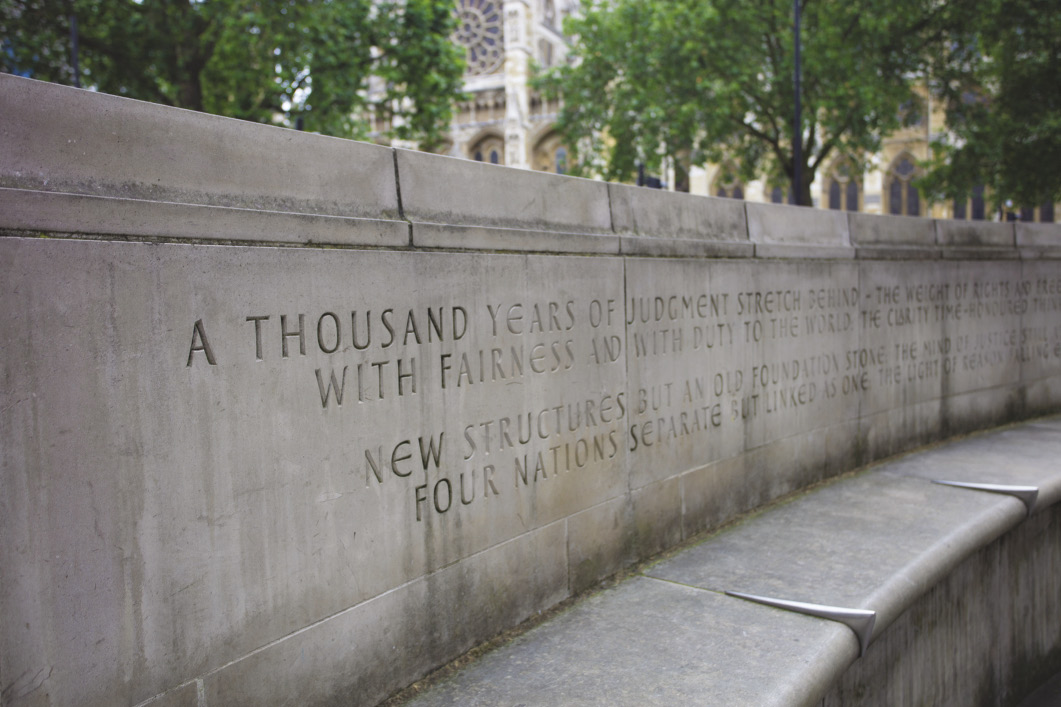 A THOUSAND YEARS OF JUDGMENT STRETCH BEHIND - THE WEIGHT OF RIGHTS AND
WITH FAIRNESS AND WITH DUTY TO THE WORLD: THE CLARITY TIME-HONOURED
NEW STRUCTURES BUT AN OLD FOUNDATION STONE: THE MIND OF JUSTICE
FOUR NATIONS SEPARATE BUT LINKED AS ONE: THE LIGHT OF REASON FALLING